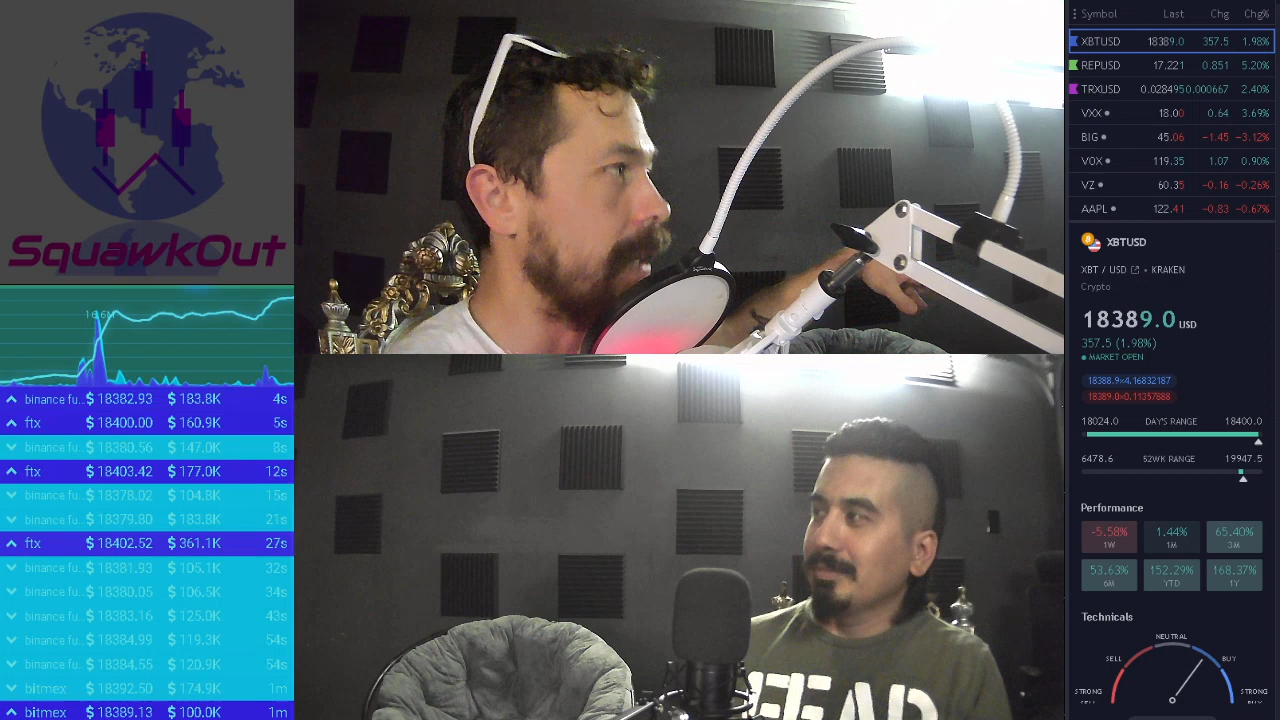 SquawkOut
binance fu.. $ 18382.93 $ 183.8K 4s
ftx $ 18400.00 $ 160.9K 5s
binance fu.. $ 18380.56 $ 147.0K 8s
ftx $ 18403.42 $ 177.0K 12s
binance fu.. $ 18378.02 $ 104.8K 15s
binance fu.. $ 18379.80 $ 183.8K 21s
ftx $ 18402.52 $ 361.1K 27s
binance fu.. $ 18381.93 $ 105.1K 32s
binance fu.. $ 18380.05 $ 106.5K 34s
binance fu.. $ 18383.16 $ 125.0K 43s
binance fu.. $ 18384.99 $ 119.3K 54s
binance fu.. $ 18384.55 $ 120.9K 54s
bitmex $ 18392.50 $ 174.9K 1m
bitmex $ 18389.13 $ 100.0K 1m
FEAR
Symbol Last Chg Chg%
XBTUSD 18389.0 357.5 1.98%
REPUSD 17.221 0.851 5.20%
TRXUSD 0.0284950.000667 2.40%
VXX 18.00 0.64 3.69%
BIG 45.06 −1.45 −3.12%
VOX 119.35 1.07 0.90%
VZ 60.35 −0.16 −0.26%
AAPL 122.41 −0.83 −0.67%
XBTUSD
XBT / USD • KRAKEN
Crypto
18389.0 USD
357.5 (1.98%)
MARKET OPEN
18388.9×4.16832187
18389.0×0.11357888
18024.0 DAY'S RANGE 18400.0
6478.6 52WK RANGE 19947.5
Performance
-5.58% 1.44% 65.40%
1W 1M 3M
53.63% 152.29% 168.37%
6M YTD 1Y
Technicals
NEUTRAL
SELL BUY
STRONG STRONG